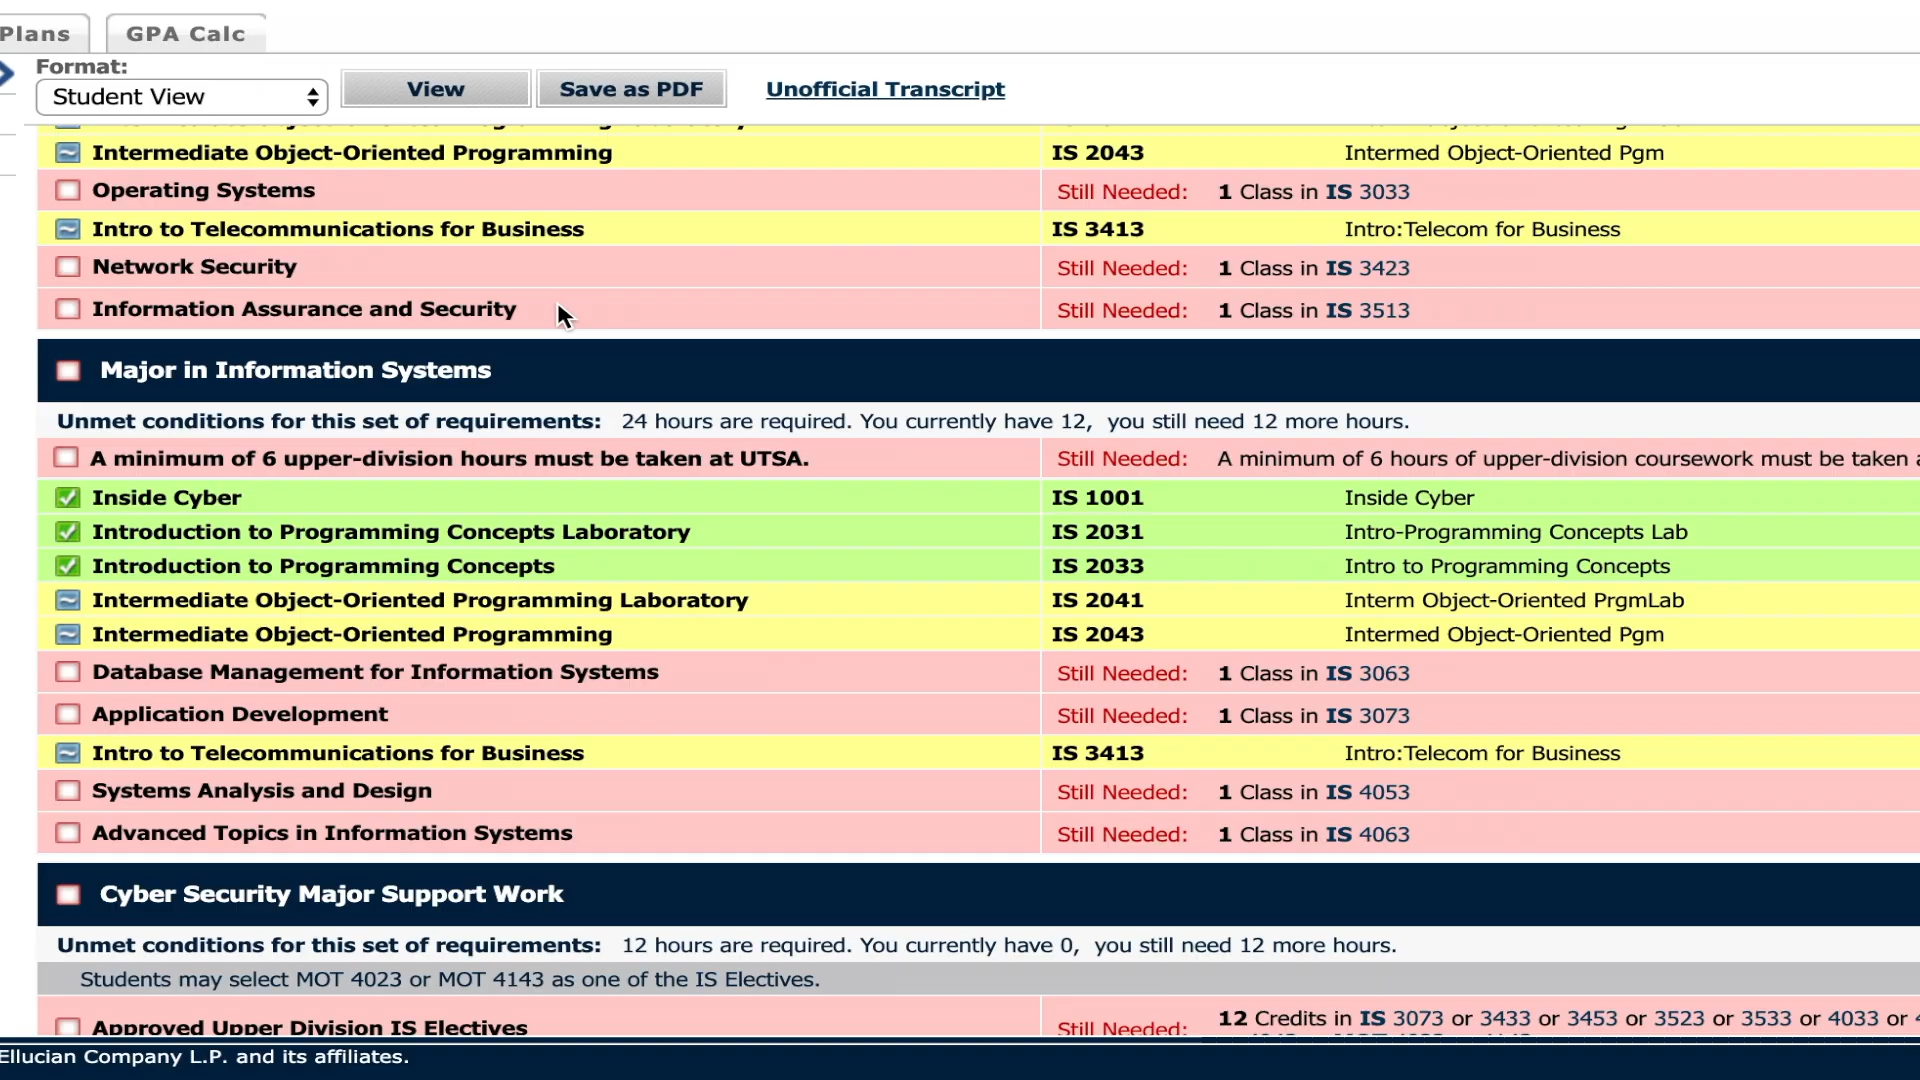 Plans GPA Calc
Format:
Student View View Save as PDF Unofficial Transcript
Intermediate Object-Oriented Programming IS 2043 Intermed Object-Oriented Pgm
Operating Systems Still Needed: 1 Class in IS 3033
Intro to Telecommunications for Business IS 3413 Intro:Telecom for Business
Network Security Still Needed: 1 Class in IS 3423
Information Assurance and Security Still Needed: 1 Class in IS 3513
Major in Information Systems
Unmet conditions for this set of requirements: 24 hours are required. You currently have 12, you still need 12 more hours.
A minimum of 6 upper-division hours must be taken at UTSA. Still Needed: A minimum of 6 hours of upper-division coursework must be taken
Inside Cyber IS 1001 Inside Cyber
Introduction to Programming Concepts Laboratory IS 2031 Intro-Programming Concepts Lab
Introduction to Programming Concepts IS 2033 Intro to Programming Concepts
Intermediate Object-Oriented Programming Laboratory IS 2041 Interm Object-Oriented PrgmLab
Intermediate Object-Oriented Programming IS 2043 Intermed Object-Oriented Pgm
Database Management for Information Systems Still Needed: 1 Class in IS 3063
Application Development Still Needed: 1 Class in IS 3073
Intro to Telecommunications for Business IS 3413 Intro:Telecom for Business
Systems Analysis and Design Still Needed: 1 Class in IS 4053
Advanced Topics in Information Systems Still Needed: 1 Class in IS 4063
Cyber Security Major Support Work
Unmet conditions for this set of requirements: 12 hours are required. You currently have 0, you still need 12 more hours.
Students may select MOT 4023 or MOT 4143 as one of the IS Electives.
Approved Upper Division IS Electives Still Needed: 12 Credits in IS 3073 or 3433 or 3453 or 3523 or 3533 or 4033 or
Ellucian Company L.P. and its affiliates.